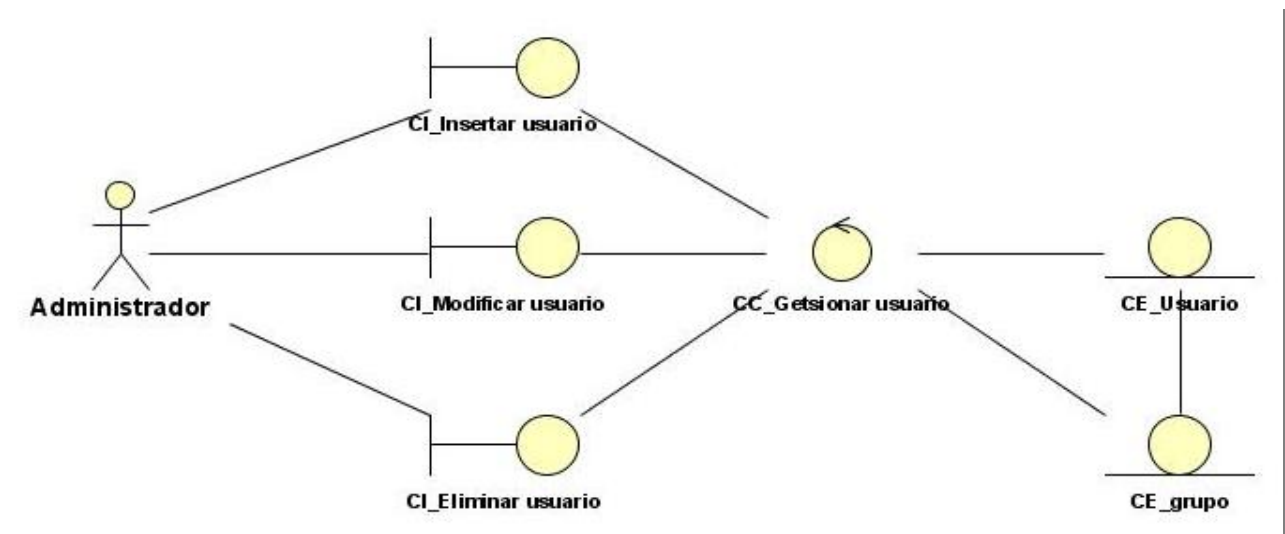 CI_Insertar usuario
Administrador
CI_Modificar usuario
CC_Getsionar usuario
CE_Usuario
CI_Eliminar usuario
CE_grupo